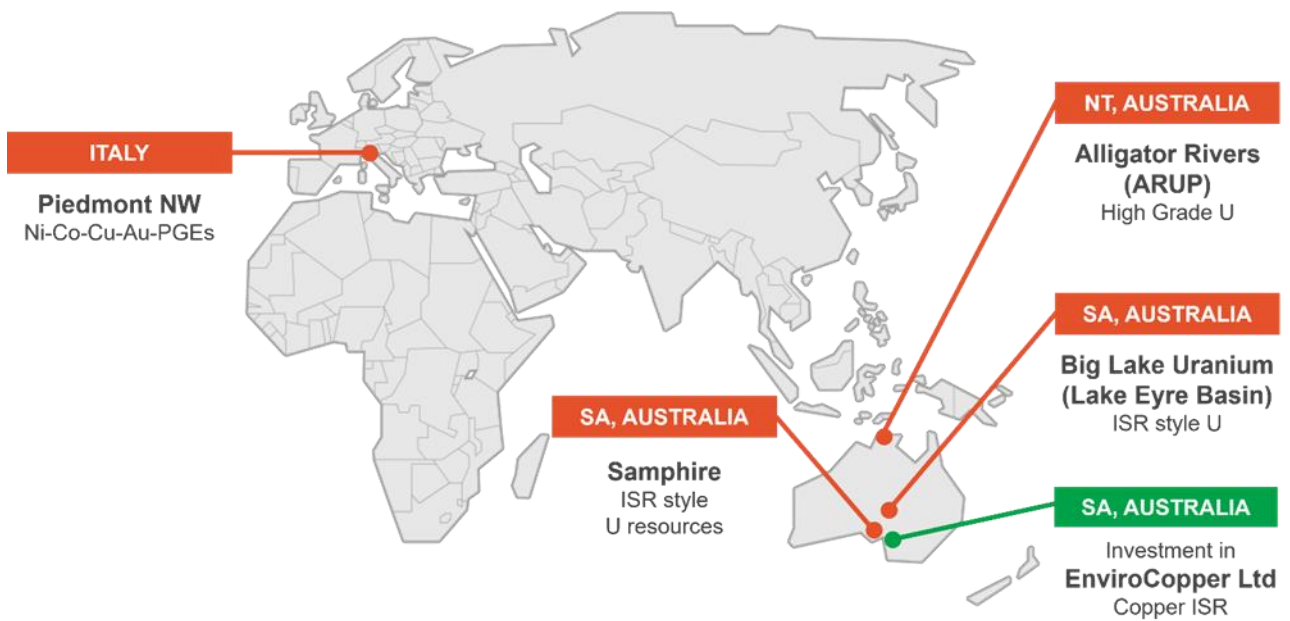 ITALY
Piedmont NW
Ni-Co-Cu-Au-PGEs
NT, AUSTRALIA
Alligator Rivers
(ARUP)
High Grade U
SA, AUSTRALIA
Big Lake Uranium
(Lake Eyre Basin)
ISR style U
SA, AUSTRALIA
Samphire
ISR style
U resources
SA, AUSTRALIA
Investment in
EnviroCopper Ltd
Copper ISR